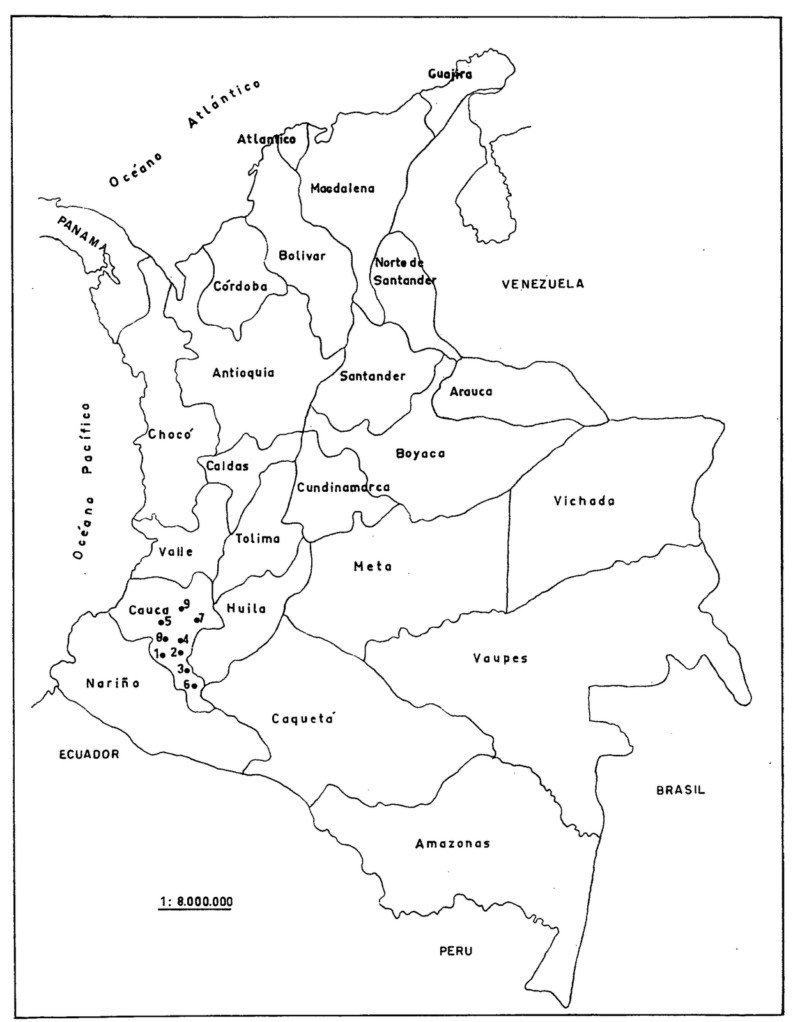 Guajira
Océano Atlántico
Atlantico
Magdalena
PANAMA
Bolivar
Norte de
Santander
Córdoba
VENEZUELA
Antioquia
Santander
Arauca
Océano Pacífico
Chocó
Boyaca
Caldas
Cundinamarca
Vichada
Tolima
Valle
Meta
Cauca
9
Huila
7
5
8
4
1
2
Vaupes
3
Nariño
6
Caquetá
ECUADOR
BRASIL
Amazonas
1: 8.000.000
PERU